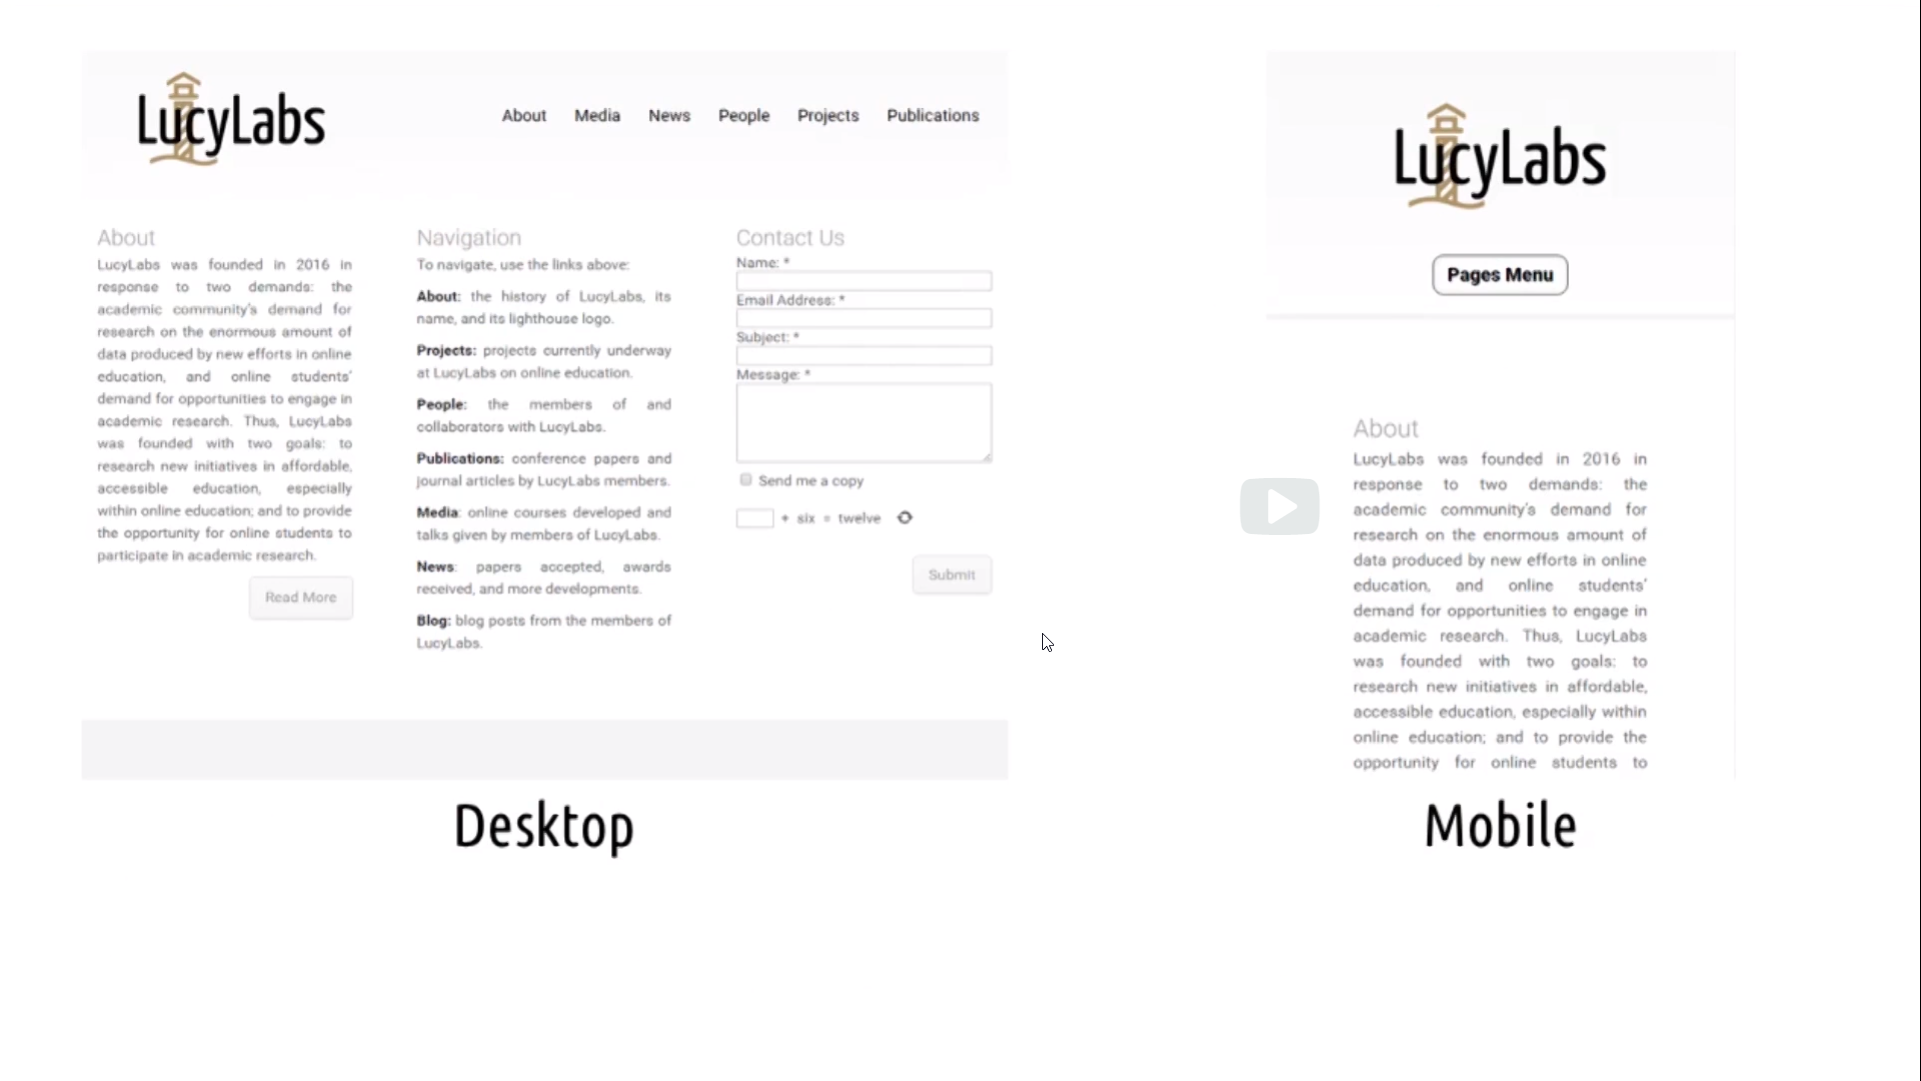 LucyLabs
About Media News People Projects Publications
About
LucyLabs was founded in 2016 in
response to two demands: the
academic community's demand for
research on the enormous amount of
data produced by new efforts in online
education, and online students'
demand for opportunities to engage in
academic research. Thus, LucyLabs
was founded with two goals: to
research new initiatives in affordable,
accessible education, especially
within online education; and to provide
the opportunity for online students to
participate in academic research.
Read More
Navigation
To navigate, use the links above:
About: the history of LucyLabs, its
name, and its lighthouse logo.
Projects: projects currently underway
at LucyLabs on online education.
People: the members of and
collaborators with LucyLabs.
Publications: conference papers and
journal articles by LucyLabs members.
Media: online courses developed and
talks given by members of LucyLabs.
News: papers accepted, awards
received, and more developments.
Blog: blog posts from the members of
LucyLabs.
Contact Us
Name: *
Email Address: *
Subject: *
Message: *
Send me a copy
+ six = twelve
Submit
Desktop
LucyLabs
Pages Menu
About
LucyLabs was founded in 2016 in
response to two demands: the
academic community's demand for
research on the enormous amount of
data produced by new efforts in online
education, and online students'
demand for opportunities to engage in
academic research. Thus, LucyLabs
was founded with two goals: to
research new initiatives in affordable,
accessible education, especially within
online education; and to provide the
opportunity for online students to
Mobile